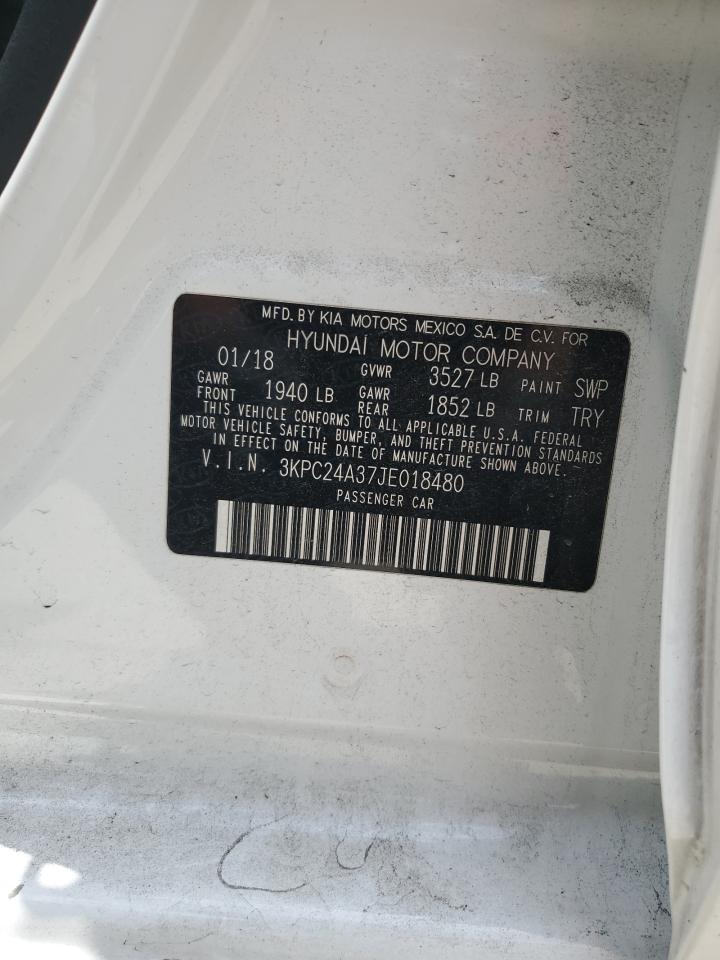 MFD. BY KIA MOTORS MEXICO S.A. DE C.V. FOR
HYUNDAI MOTOR COMPANY
01/18 GVWR 3527 LB PAINT SWP
GAWR FRONT 1940 LB GAWR REAR 1852 LB TRIM TRY
THIS VEHICLE CONFORMS TO ALL APPLICABLE U.S.A. FEDERAL
MOTOR VEHICLE SAFETY, BUMPER, AND THEFT PREVENTION STANDARDS
IN EFFECT ON THE DATE OF MANUFACTURE SHOWN ABOVE.
V.I.N. 3KPC24A37JE018480
PASSENGER CAR